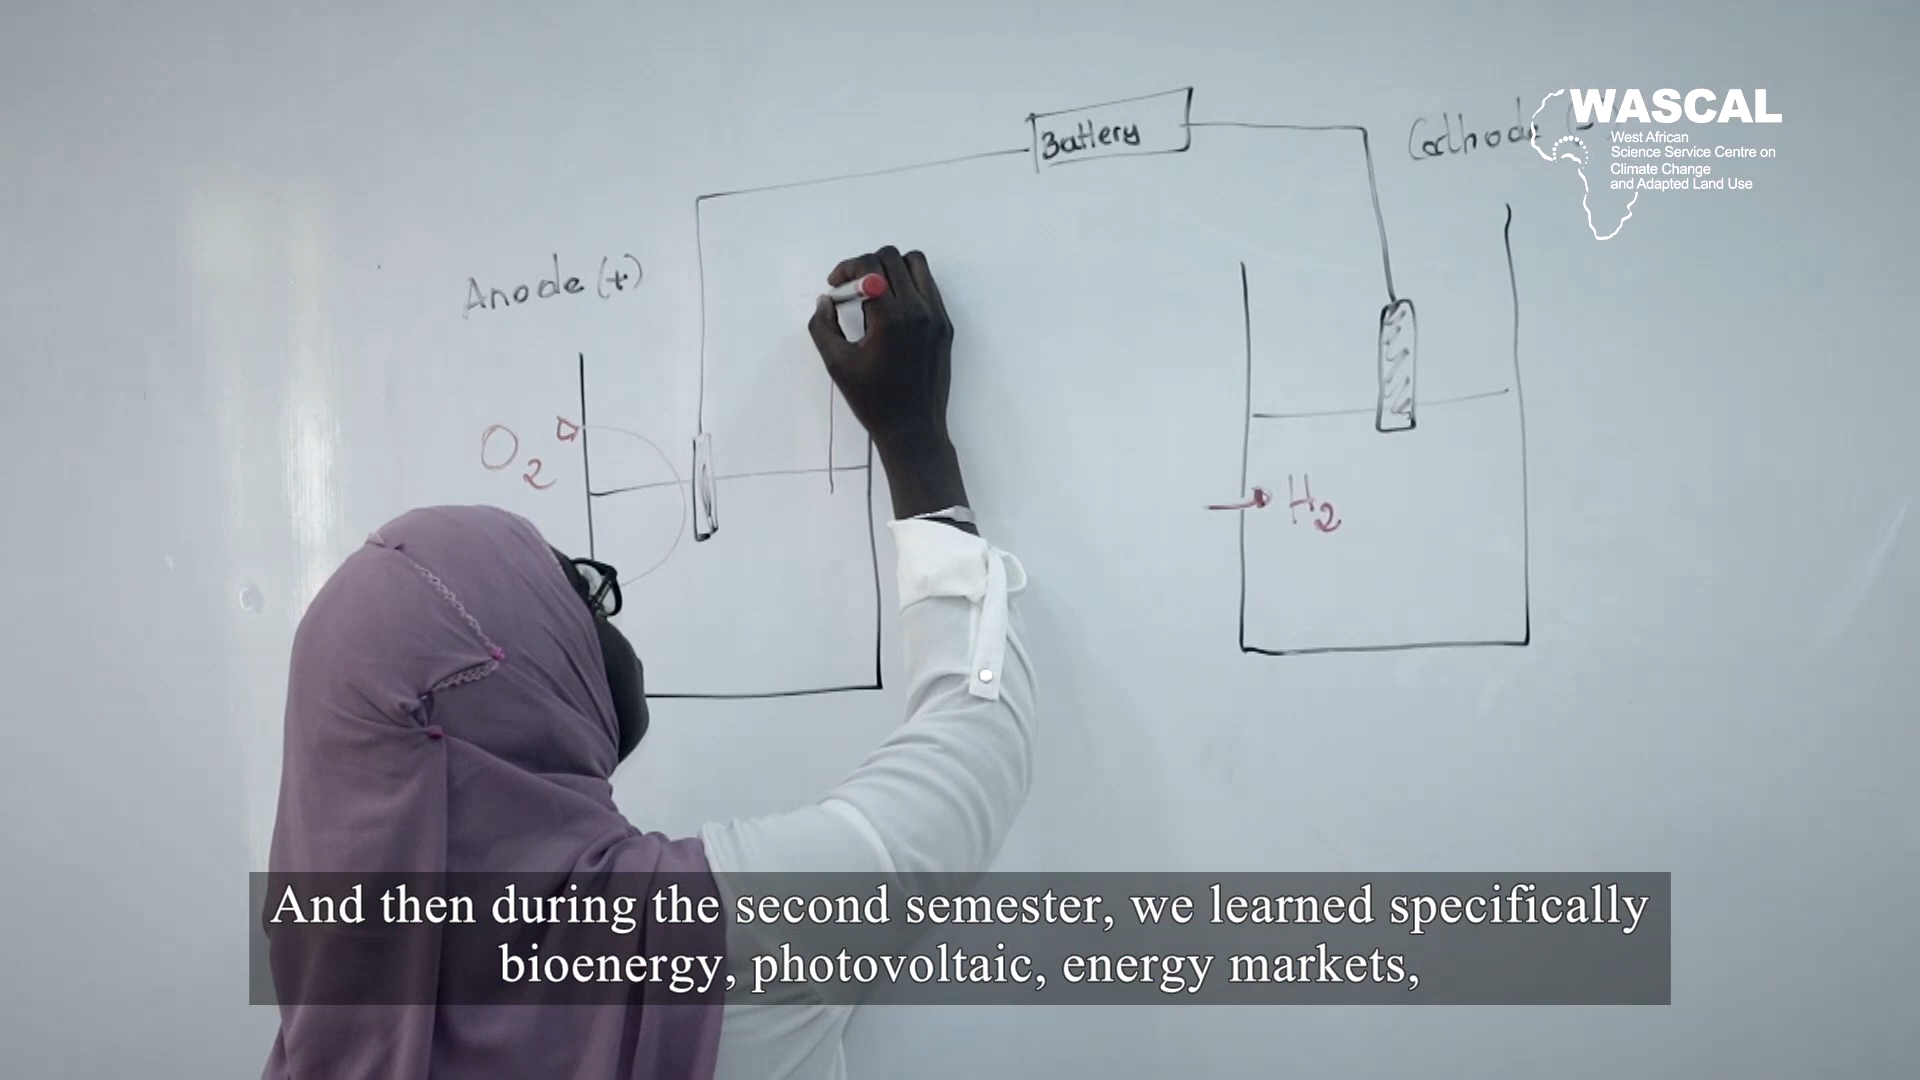 WASCAL
West African
Science Service Centre on
Climate Change
and Adapted Land Use
Battery
Anode (+)
O2
H2
And then during the second semester, we learned specifically
bioenergy, photovoltaic, energy markets,